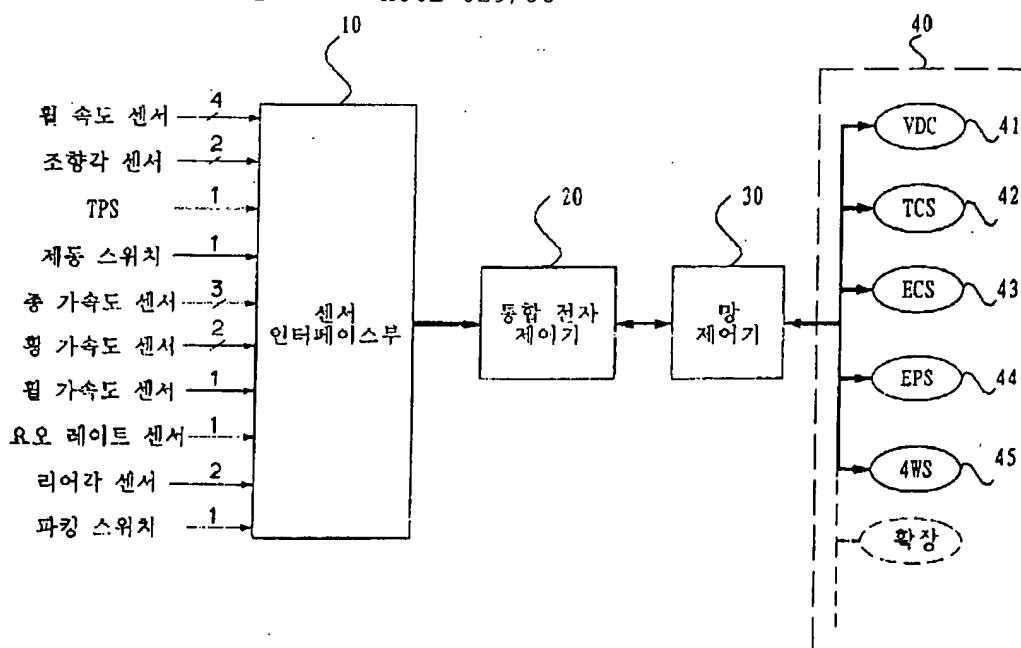 10
40
휠 속도 센서
4
조향각 센서
2
TPS
1
제동 스위치
1
종 가속도 센서
3
횡 가속도 센서
2
휠 가속도 센서
1
요오 레이트 센서
1
리어각 센서
2
파킹 스위치
1
센서
인터페이스부
20
통합 전자
제어기
30
망
제어기
VDC
41
TCS
42
ECS
43
EPS
44
4WS
45
확장